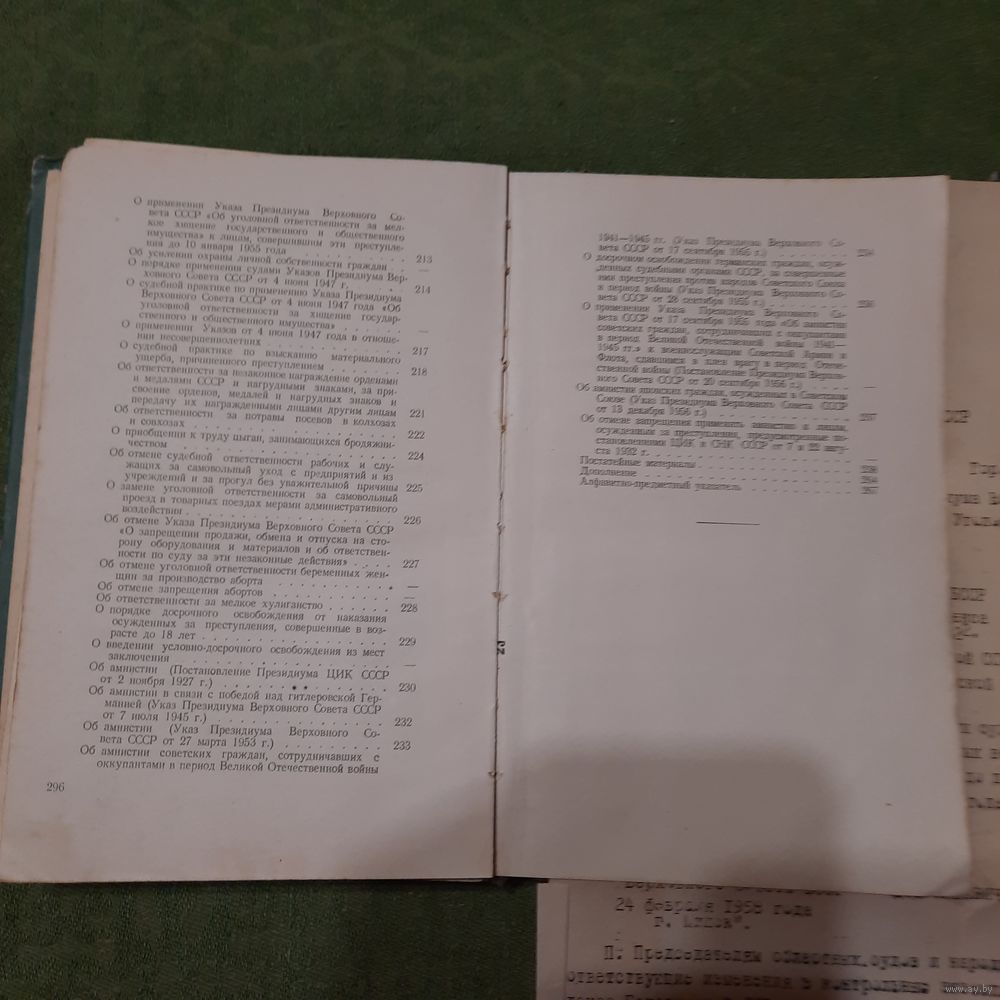 О применении Указа Президиума Верховного Со-
вета СССР «Об уголовной ответственности за мел-
кое хищение государственного и общественного
имущества» к лицам, совершившим эти преступле-
ния до 10 января 1955 года . . . . . . . . 213
Об усилении охраны личной собственности граждан . . —
О порядке применения судами Указов Президиума Вер-
ховного Совета СССР от 4 июня 1947 г. . . . . 214
О судебной практике по применению Указа Президиума
Верховного Совета СССР от 4 июня 1947 года «Об
уголовной ответственности за хищение государ-
ственного и общественного имущества» . . . . . —
О применении Указов от 4 июня 1947 года в отноше-
нии несовершеннолетних . . . . . . . . 217
О судебной практике по взысканию материального
ущерба, причиненного преступлением . . . . . . 218
Об ответственности за незаконное награждение орденами
и медалями СССР и нагрудными знаками, за при-
своение орденов, медалей и нагрудных знаков и
передачу их награжденными лицами другим лицам 221
Об ответственности за потравы посевов в колхозах
и совхозах . . . . . . . . . . . . 222
О приобщении к труду цыган, занимающихся бродяжни-
чеством . . . . . . . . . . . . 224
Об отмене судебной ответственности рабочих и слу-
жащих за самовольный уход с предприятий и из
учреждений и за прогул без уважительной причины 225
О замене уголовной ответственности за самовольный
проезд в товарных поездах мерами административного
воздействия . . . . . . . . . . . . 226
Об отмене Указа Президиума Верховного Совета СССР
«О запрещении продажи, обмена и отпуска на сто-
рону оборудования и материалов и об ответствен-
ности по суду за эти незаконные действия» . . . . 227
Об отмене уголовной ответственности беременных жен-
щин за производство аборта . . . . . . . . —
Об отмене запрещения абортов . . . . . . . . —
Об ответственности за мелкое хулиганство . . . . . . 228
О порядке досрочного освобождения от наказания
осужденных за преступления, совершенные в воз-
расте до 18 лет . . . . . . . . . . . 229
О введении условно-досрочного освобождения из мест
заключения . . . . . . . . . . . . —
Об амнистии (Постановление Президиума ЦИК СССР
от 2 ноября 1927 г.) . . . . . . . . . . 230
Об амнистии в связи с победой над гитлеровской Гер-
манией (Указ Президиума Верховного Совета СССР
от 7 июля 1945 г.) . . . . . . . . . . 232
Об амнистии (Указ Президиума Верховного Со-
вета СССР от 27 марта 1953 г.) . . . . . . . 233
Об амнистии советских граждан, сотрудничавших с
оккупантами в период Великой Отечественной войны
296
1941—1945 гг. (Указ Президиума Верховного Со-
вета СССР от 17 сентября 1955 г.) . . . . .
О досрочном освобождении германских граждан, осуж-
денных судебными органами СССР, за совершенные
ими преступления против народов Советского Союза
в период войны (Указ Президиума Верховного Со-
вета СССР от 28 сентября 1955 г.) . . . . .
О применении Указа Президиума Верховного Со-
вета СССР от 17 сентября 1955 года «Об амнистии
советских граждан, сотрудничавших с оккупантами
в период Великой Отечественной войны 1941—
1945 гг.» к военнослужащим Советской Армии и
Флота, сдавшимся в плен врагу в период Отече-
ственной войны (Постановление Президиума Верхов-
ного Совета СССР от 20 сентября 1956 г.) . . . . —
Об амнистии японских граждан, осужденных в Советском
Союзе (Указ Президиума Верховного Совета СССР
от 13 декабря 1956 г.) . . . . . . . . 237
Об отмене запрещения применять амнистию к лицам,
осужденным за преступления, предусмотренные по-
становлениями ЦИК и СНК СССР от 7 и 22 авгу-
ста 1932 г. . . . . . . . . . . . —
Постатейные материалы . . . . . . . . . .
Дополнение . . . . . . . . . . . .
Алфавитно-предметный указатель . . . . . . . .
24 февраля 1958 года
П: Председателям областных судов и народ
ответствующие изменения в контрольные
www.ay.by